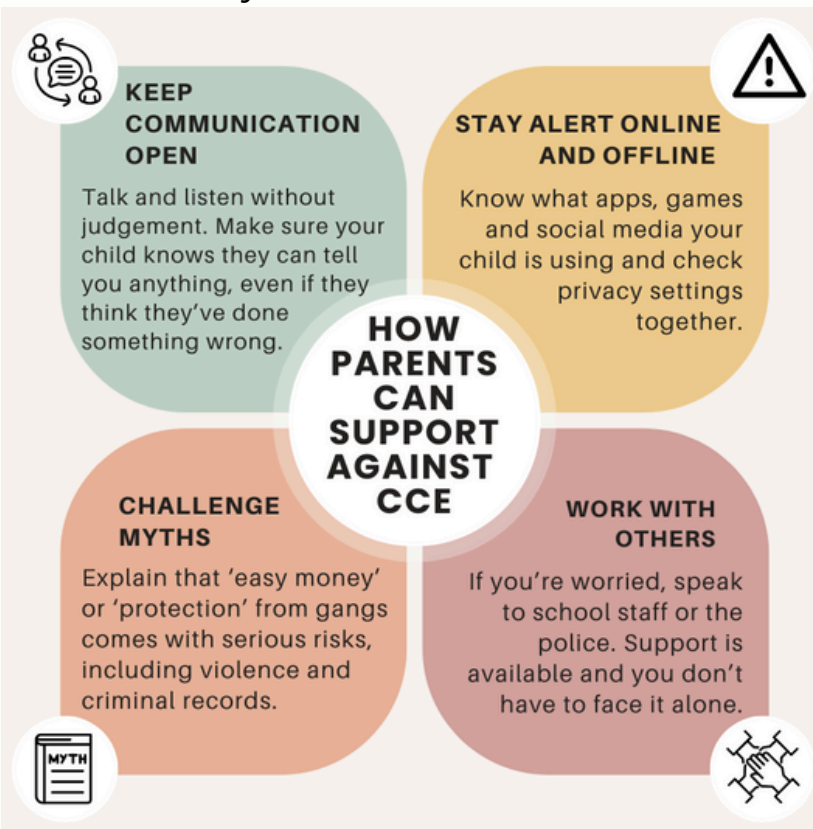 KEEP
COMMUNICATION
OPEN
Talk and listen without
judgement. Make sure your
child knows they can tell
you anything, even if they
think they’ve done
something wrong.
STAY ALERT ONLINE
AND OFFLINE
Know what apps, games
and social media your
child is using and check
privacy settings
together.
HOW
PARENTS
CAN
SUPPORT
AGAINST
CCE
CHALLENGE
MYTHS
Explain that ‘easy money’
or ‘protection’ from gangs
comes with serious risks,
including violence and
criminal records.
MYTH
WORK WITH
OTHERS
If you’re worried, speak
to school staff or the
police. Support is
available and you don’t
have to face it alone.